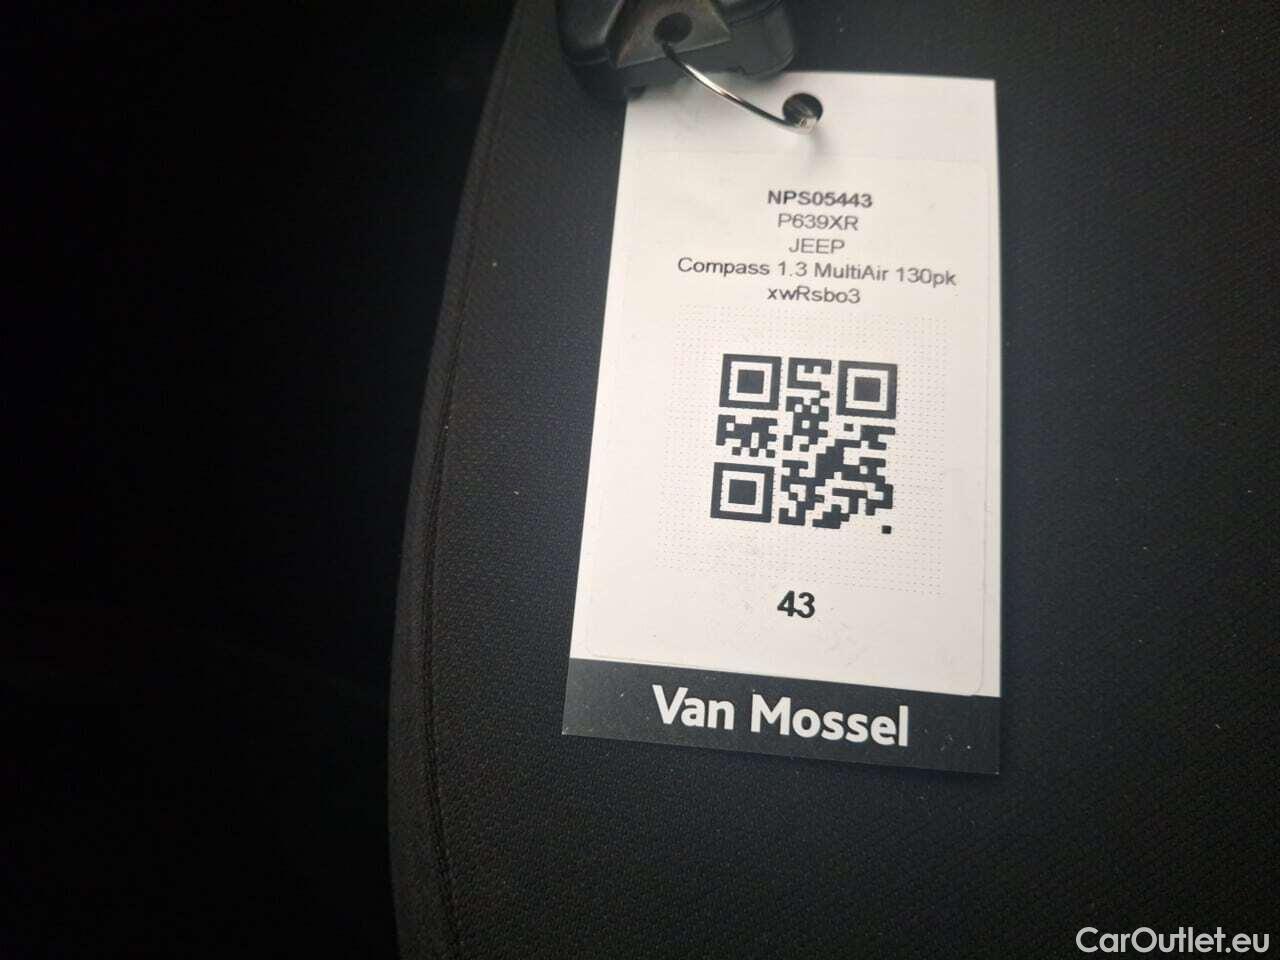 NPS05443
P639XR
JEEP
Compass 1.3 MultiAir 130pk
xwRsbo3
43
Van Mossel
CarOutlet.eu